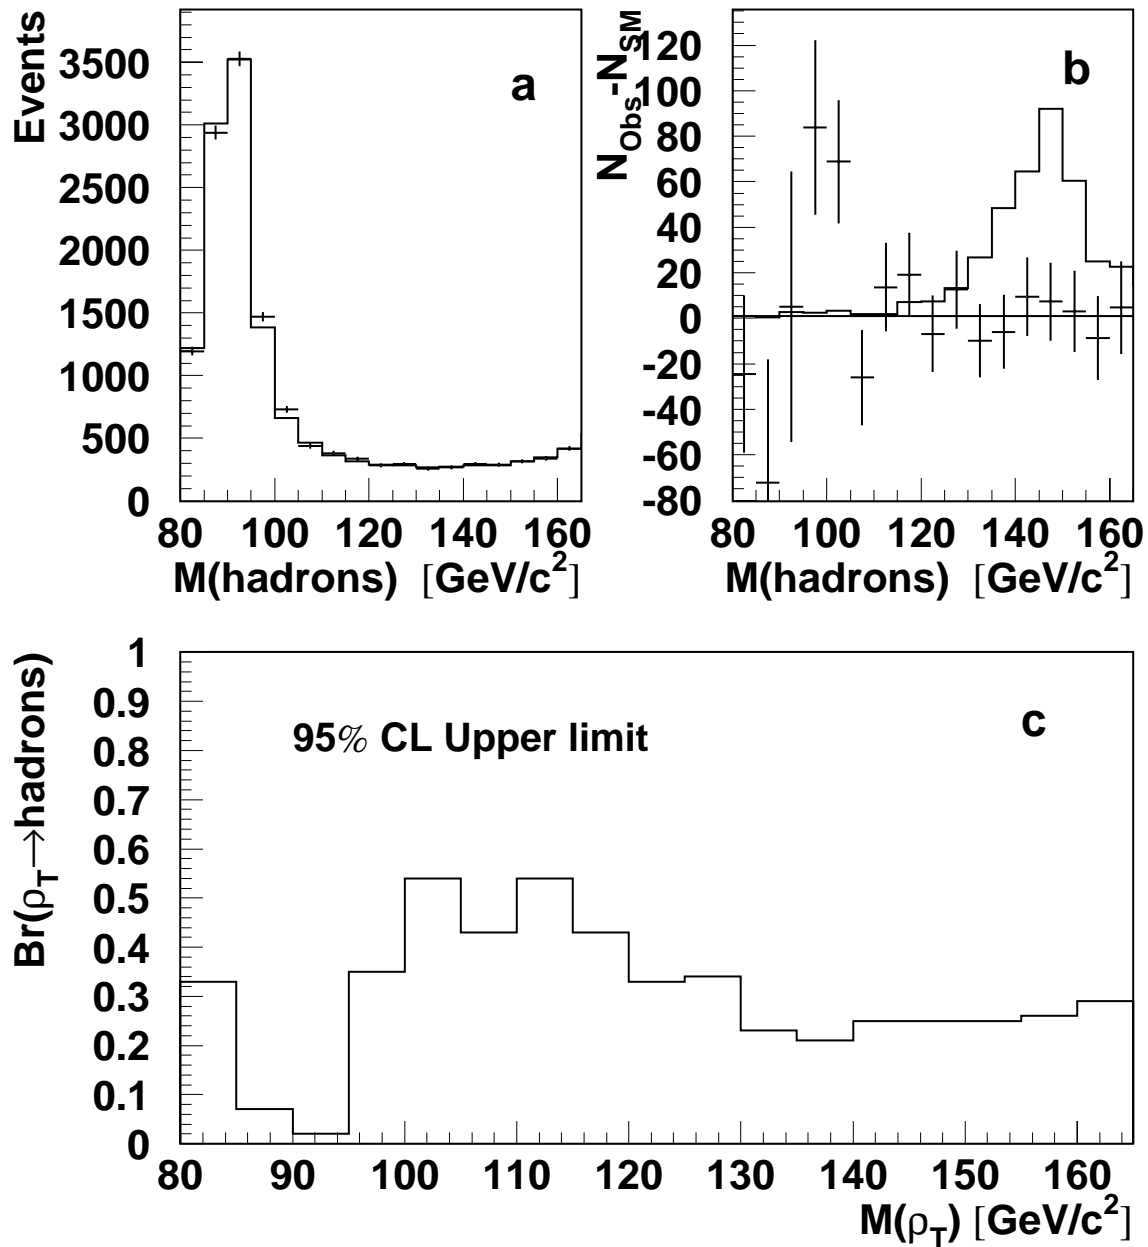 Events
3500
3000
2500
2000
1500
1000
500
0
80 100 120 140 160
M(hadrons) [GeV/c²]
a
N_Obs-N_SM
120
100
80
60
40
20
0
-20
-40
-60
-80
80 100 120 140 160
M(hadrons) [GeV/c²]
b
Br(ρ_T→hadrons)
1
0.9
0.8
0.7
0.6
0.5
0.4
0.3
0.2
0.1
0
95% CL Upper limit
c
80 90 100 110 120 130 140 150 160
M(ρ_T) [GeV/c²]